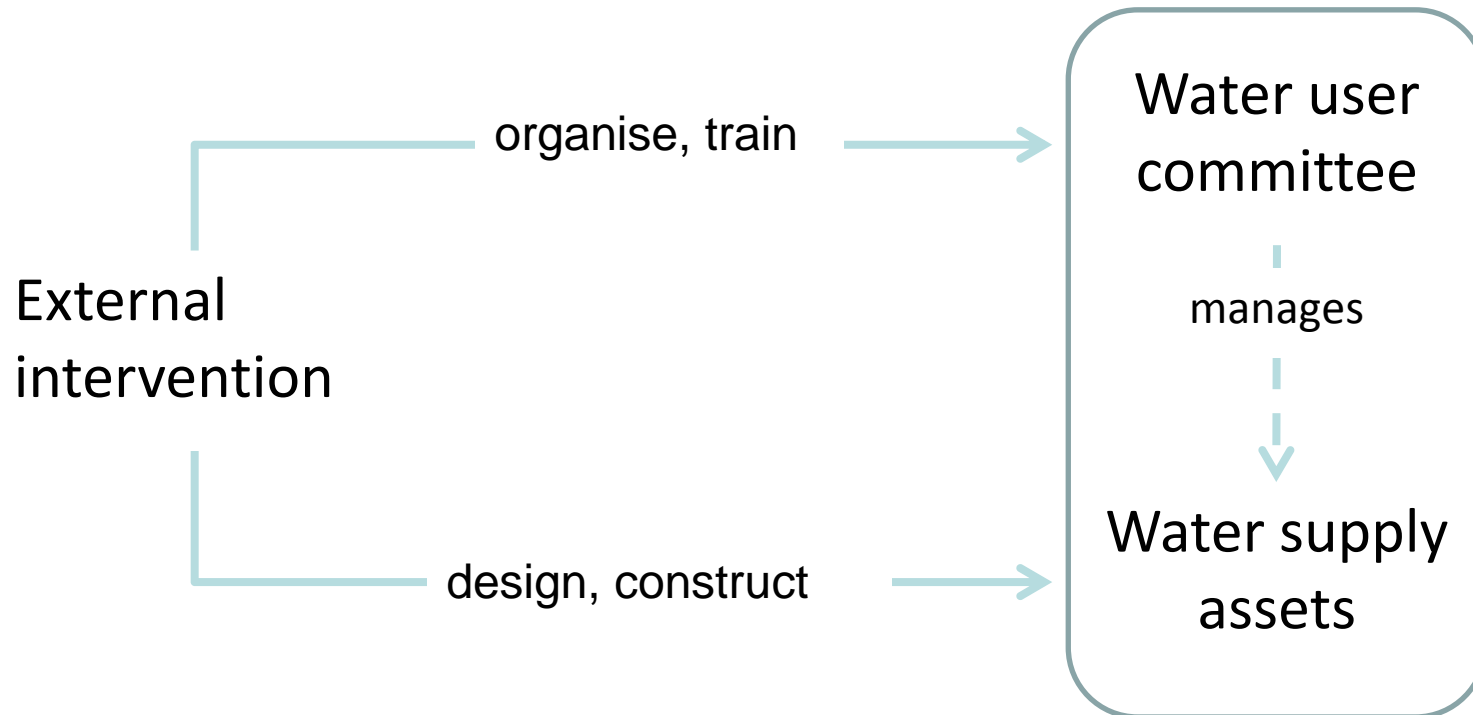 organise, train
Water user
committee
External
intervention
manages
design, construct
Water supply
assets